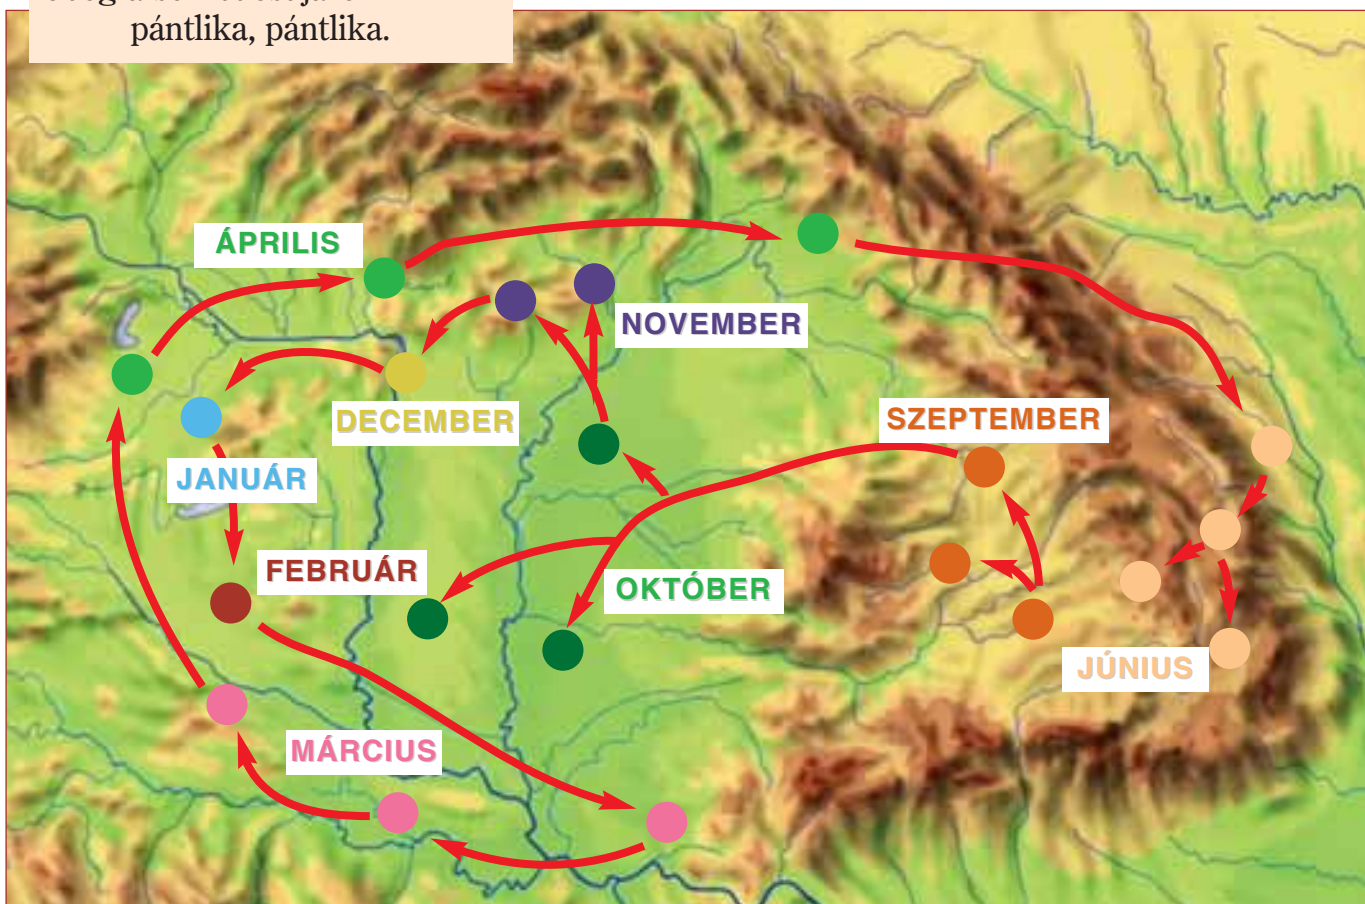 pántlika, pántlika.
ÁPRILIS
NOVEMBER
DECEMBER
SZEPTEMBER
JANUÁR
FEBRUÁR
OKTÓBER
JÚNIUS
MÁRCIUS